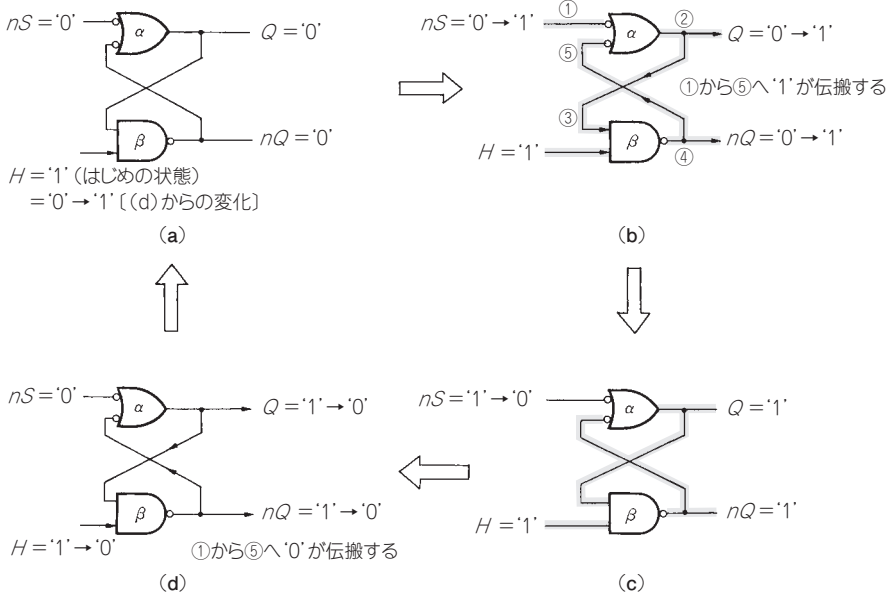 nS=‘0’
α
Q=‘0’
β
nQ=‘0’
H=‘1’(はじめの状態)
=‘0’→‘1’〔(d)からの変化〕
(a)
nS=‘0’→‘1’
①
α
②
Q=‘0’→‘1’
⑤
①から⑤へ‘1’が伝搬する
③
β
nQ=‘0’→‘1’
H=‘1’
④
(b)
nS=‘0’
α
Q=‘1’→‘0’
β
nQ=‘1’→‘0’
H=‘1’→‘0’
①から⑤へ‘0’が伝搬する
(d)
nS=‘1’→‘0’
α
Q=‘1’
β
nQ=‘1’
H=‘1’
(c)